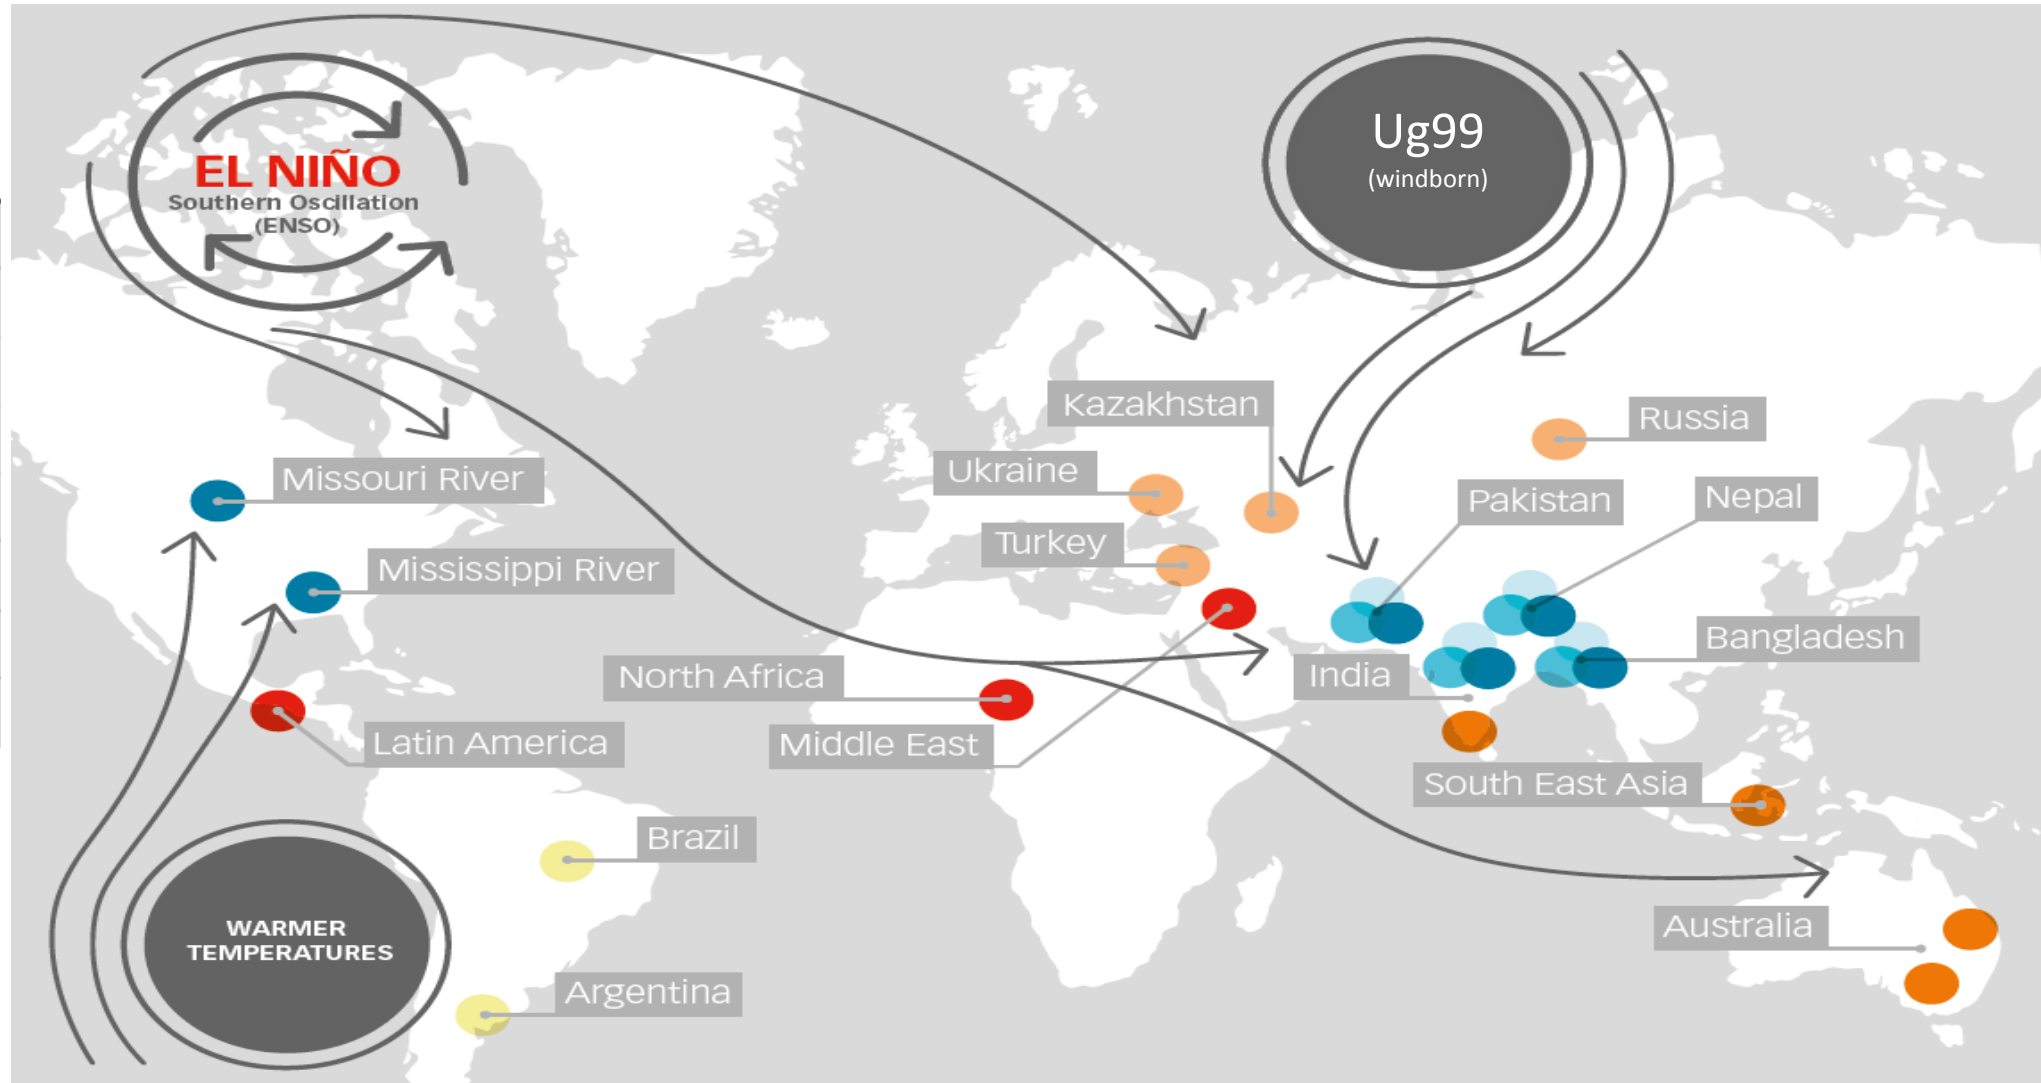 EL NIÑO
Southern Oscillation
(ENSO)
Ug99
(windborn)
Kazakhstan
Russia
Ukraine
Missouri River
Pakistan
Nepal
Turkey
Mississippi River
Bangladesh
North Africa
India
Latin America
Middle East
South East Asia
Brazil
WARMER
TEMPERATURES
Australia
Argentina